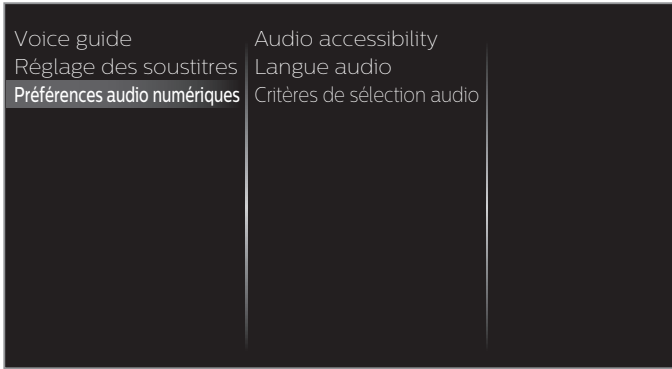 Voice guide
Réglage des soustitres
Préférences audio numériques
Audio accessibility
Langue audio
Critères de sélection audio